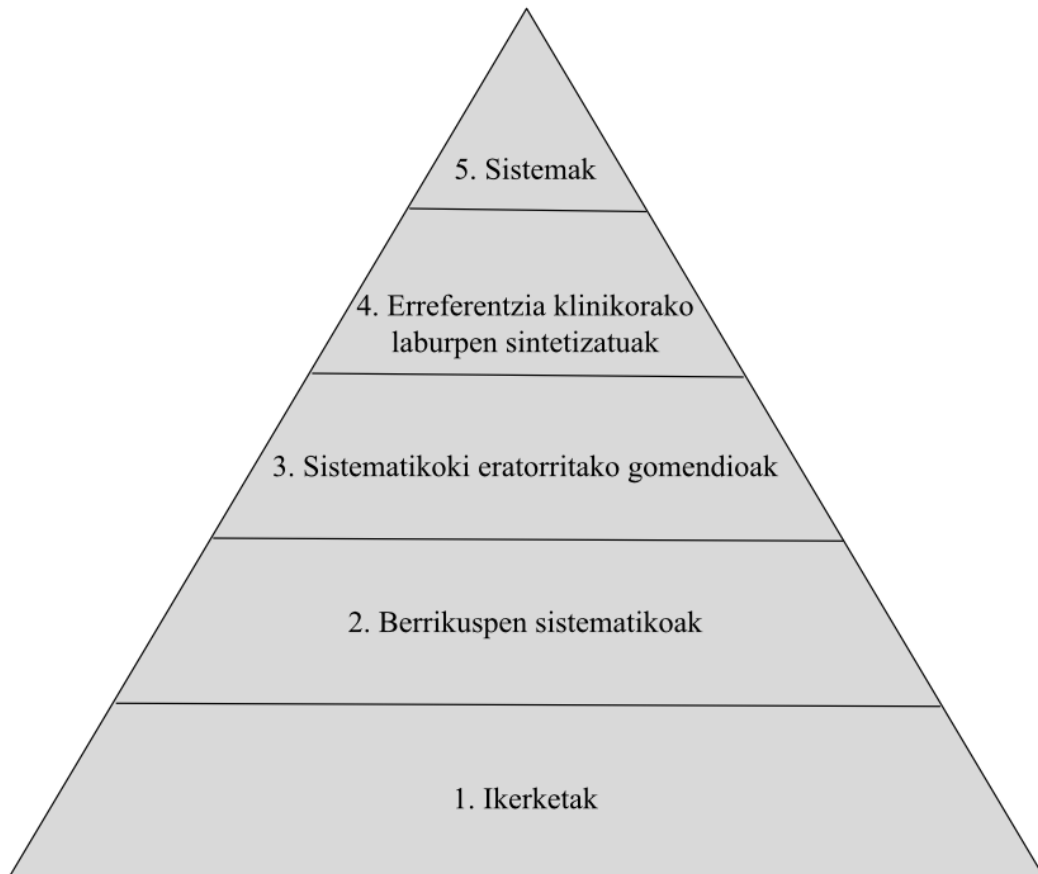 5. Sistemak
4. Erreferentzia klinikorako
laburpen sintetizatuak
3. Sistematikoki eratorritako gomendioak
2. Berrikuspen sistematikoak
1. Ikerketak